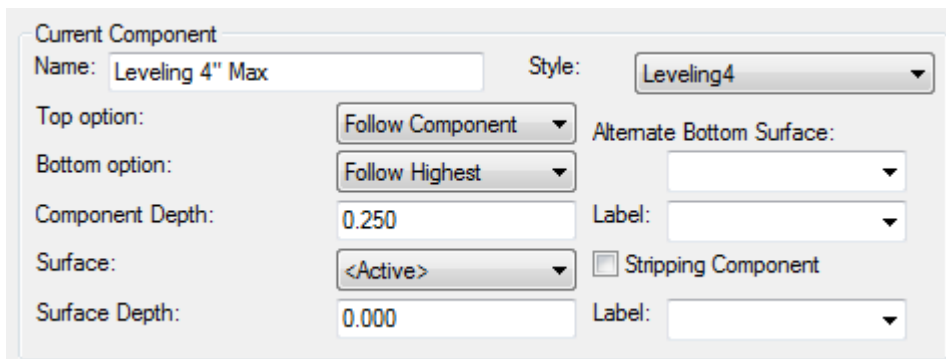 Current Component
Name: Leveling 4" Max Style: Leveling4
Top option: Follow Component Alternate Bottom Surface:
Bottom option: Follow Highest
Component Depth: 0.250 Label:
Surface: <Active> Stripping Component
Surface Depth: 0.000 Label: